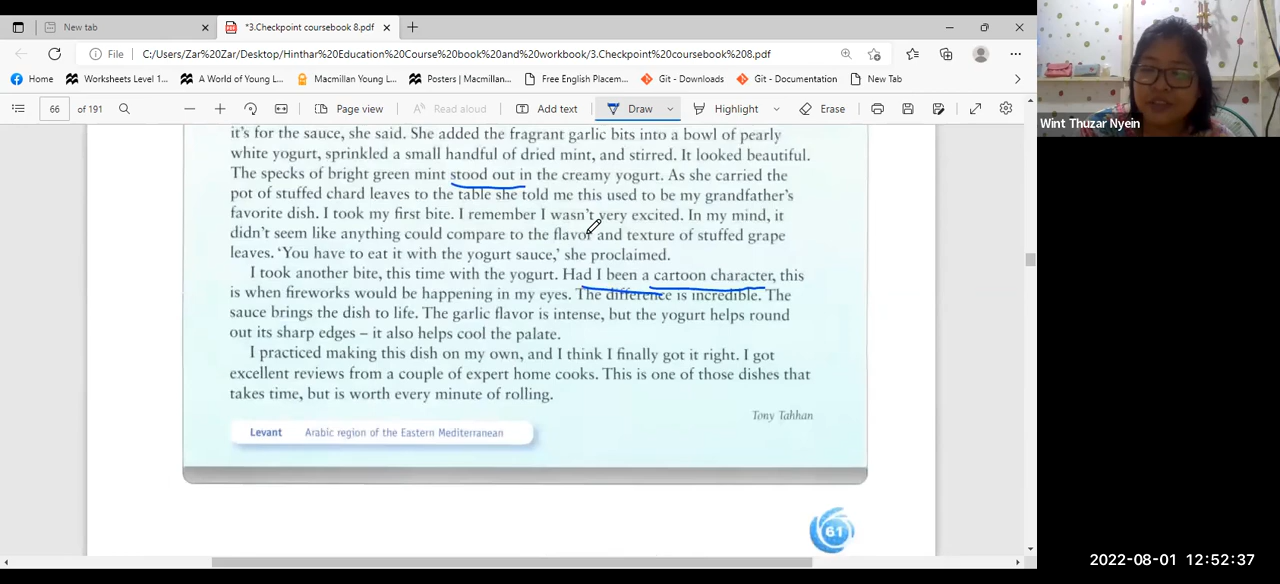 New tab
*3.Checkpoint coursebook 8.pdf
File
C:/Users/Zar%20Zar/Desktop/Hinthar%20Education%20Course%20book%20and%20workbook/3.Checkpoint%20coursebook%208.pdf
Home
Worksheets Level 1...
A World of Young L...
Macmillan Young L...
Posters | Macmillan...
Free English Placem...
Git - Downloads
Git - Documentation
New Tab
66
of 191
Page view
Read aloud
Add text
Draw
Highlight
Erase
it's for the sauce, she said. She added the fragrant garlic bits into a bowl of pearly
white yogurt, sprinkled a small handful of dried mint, and stirred. It looked beautiful.
The specks of bright green mint stood out in the creamy yogurt. As she carried the
pot of stuffed chard leaves to the table she told me this used to be my grandfather's
favorite dish. I took my first bite. I remember I wasn't very excited. In my mind, it
didn't seem like anything could compare to the flavor and texture of stuffed grape
leaves. 'You have to eat it with the yogurt sauce,' she proclaimed.
I took another bite, this time with the yogurt. Had I been a cartoon character, this
is when fireworks would be happening in my eyes. The difference is incredible. The
sauce brings the dish to life. The garlic flavor is intense, but the yogurt helps round
out its sharp edges – it also helps cool the palate.
I practiced making this dish on my own, and I think I finally got it right. I got
excellent reviews from a couple of expert home cooks. This is one of those dishes that
takes time, but is worth every minute of rolling.
Tony Tahhan
Levant Arabic region of the Eastern Mediterranean
61
Wint Thuzar Nyein
2022-08-01 12:52:37